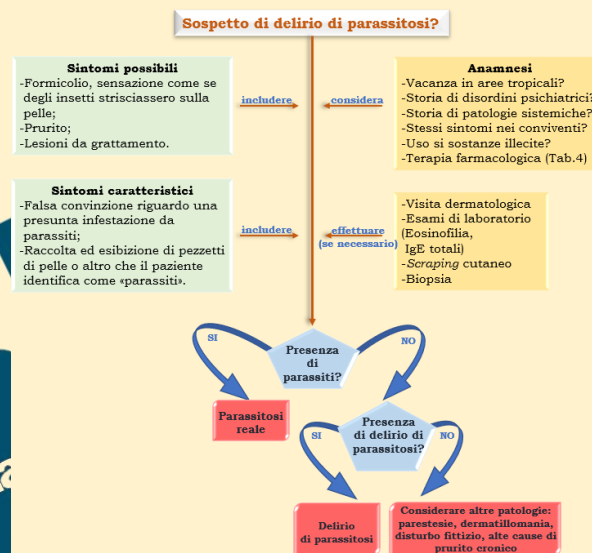 Sospetto di delirio di parassitosi?
Sintomi possibili
-Formicolio, sensazione come se
degli insetti strisciassero sulla
pelle;
-Prurito;
-Lesioni da grattamento.
includere
considera
Anamnesi
-Vacanza in aree tropicali?
-Storia di disordini psichiatrici?
-Storia di patologie sistemiche?
-Stessi sintomi nei conviventi?
-Uso si sostanze illecite?
-Terapia farmacologica (Tab.4)
Sintomi caratteristici
-Falsa convinzione riguardo una
presunta infestazione da
parassiti;
-Raccolta ed esibizione di pezzetti
di pelle o altro che il paziente
identifica come «parassiti».
includere
effettuare
(se necessario)
-Visita dermatologica
-Esami di laboratorio
(Eosinofilia,
IgE totali)
-Scraping cutaneo
-Biopsia
SI
Presenza
di
parassiti?
NO
Parassitosi
reale
SI
Presenza
di delirio di
parassitosi?
NO
Delirio
di parassitosi
Considerare altre patologie:
parestesie, dermatillomania,
disturbo fittizio, alte cause di
prurito cronico